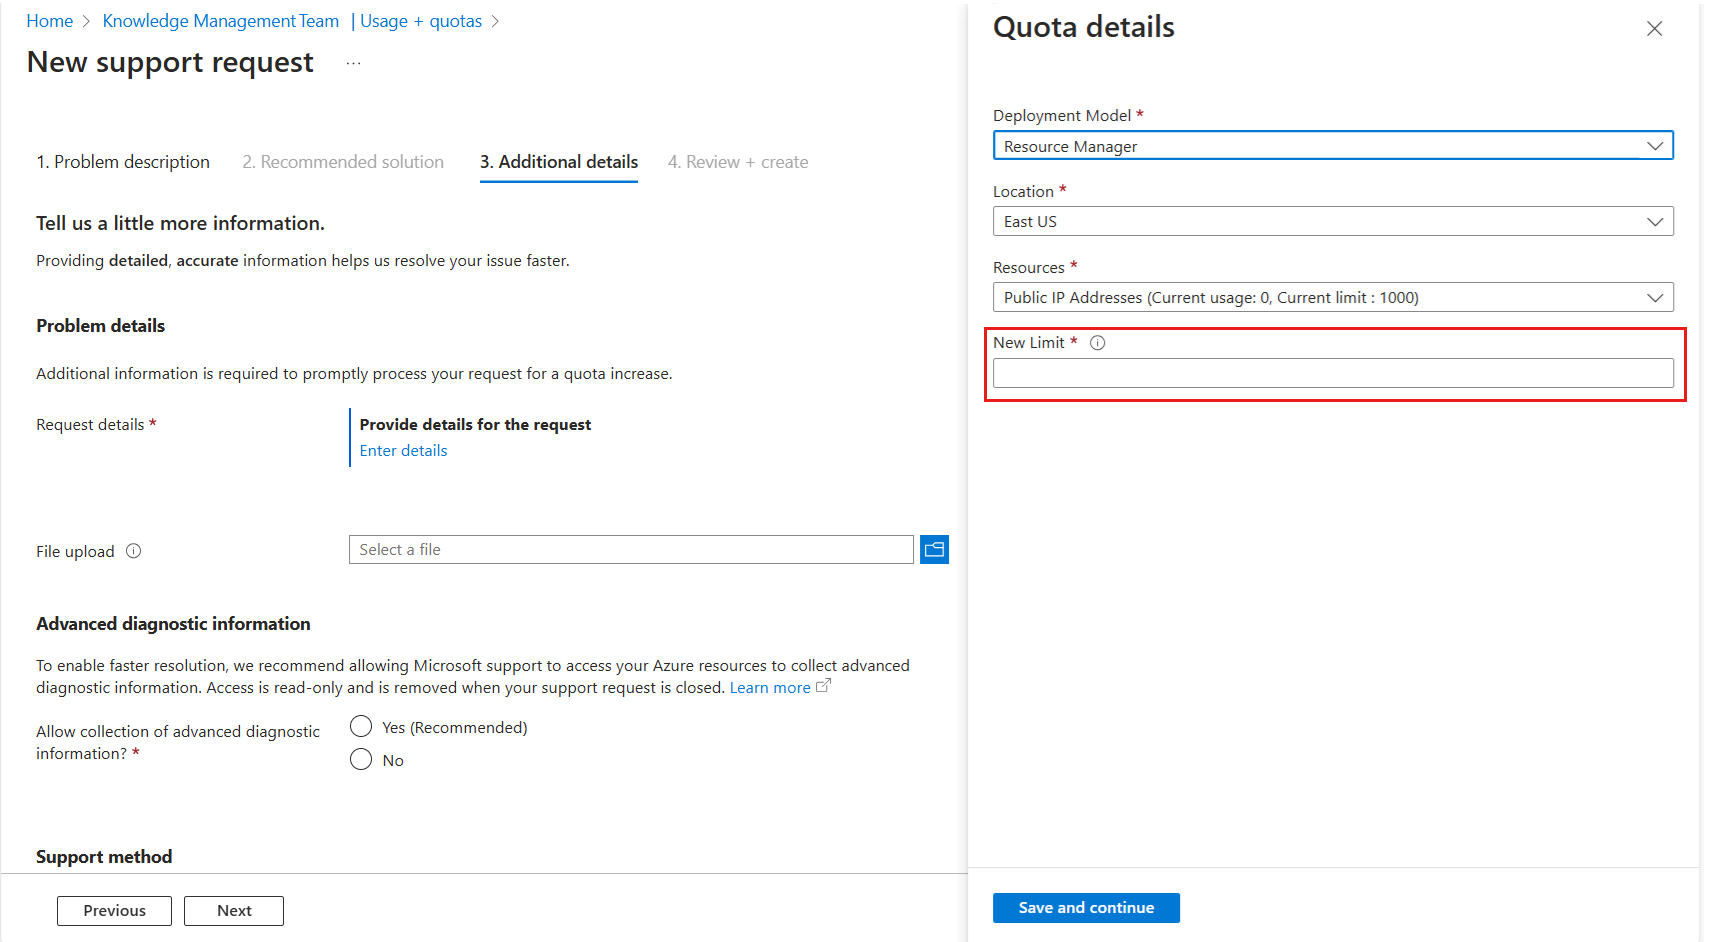 Home > Knowledge Management Team | Usage + quotas >
New support request ...
1. Problem description 2. Recommended solution 3. Additional details 4. Review + create
Tell us a little more information.
Providing detailed, accurate information helps us resolve your issue faster.
Problem details
Additional information is required to promptly process your request for a quota increase.
Request details *
Provide details for the request
Enter details
File upload
Select a file
Advanced diagnostic information
To enable faster resolution, we recommend allowing Microsoft support to access your Azure resources to collect advanced
diagnostic information. Access is read-only and is removed when your support request is closed. Learn more
Allow collection of advanced diagnostic
information? *
Yes (Recommended)
No
Support method
Previous Next
Quota details
Deployment Model *
Resource Manager
Location *
East US
Resources *
Public IP Addresses (Current usage: 0, Current limit : 1000)
New Limit *
Save and continue